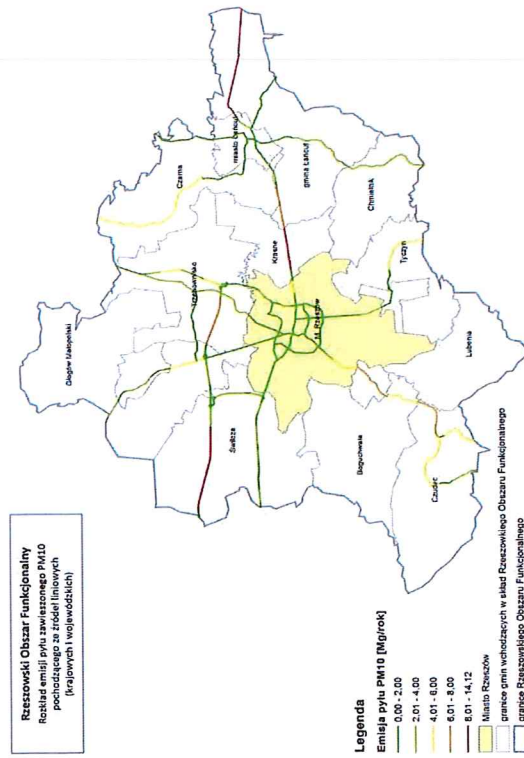 Rzeszowski Obszar Funkcjonalny
Rozkład emisji pyłu zawieszonego PM10
pochodzącego ze źródeł liniowych
(krajowych i wojewódzkich)
Głogów Małopolski
Czarna
Trzebownisko
miasto Łańcut
Świlcza
Krasne
gmina Łańcut
M. Rzeszów
Chmielnik
Boguchwała
Tyczyn
Lubenia
Czudec
Legenda
Emisja pyłu PM10 [Mg/rok]
0,00 - 2,00
2,01 - 4,00
4,01 - 6,00
6,01 - 8,00
8,01 - 14,12
Miasto Rzeszów
granice gmin wchodzących w skład Rzeszowkiego Obszaru Funkcjonalnego
granice Rzeszowkiego Obszaru Funkcjonalnego